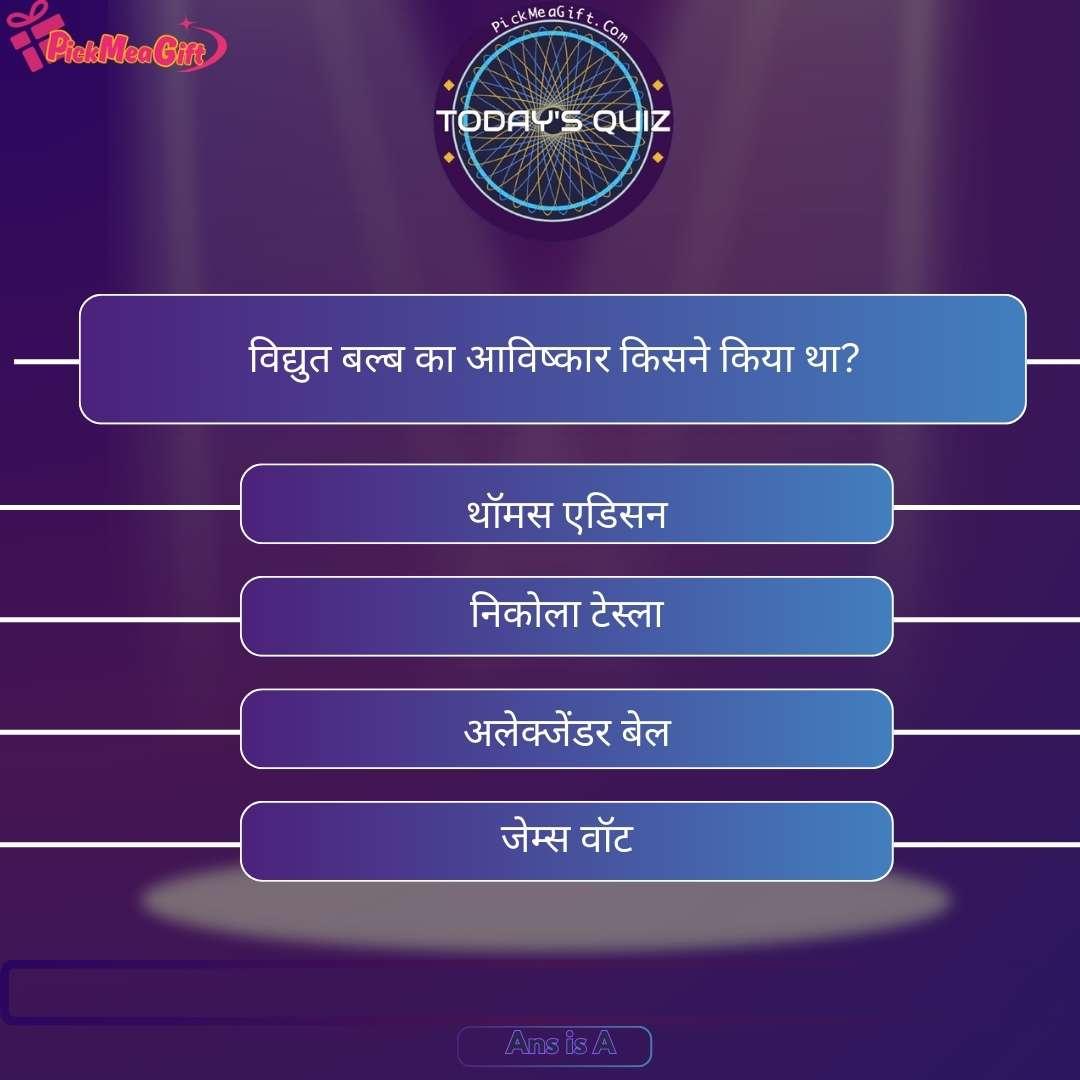 PickMeaGift
PickMeaGift.Com
TODAY'S QUIZ
विद्युत बल्ब का आविष्कार किसने किया था?
थॉमस एडिसन
निकोला टेस्ला
अलेक्जेंडर बेल
जेम्स वॉट
Ans is A